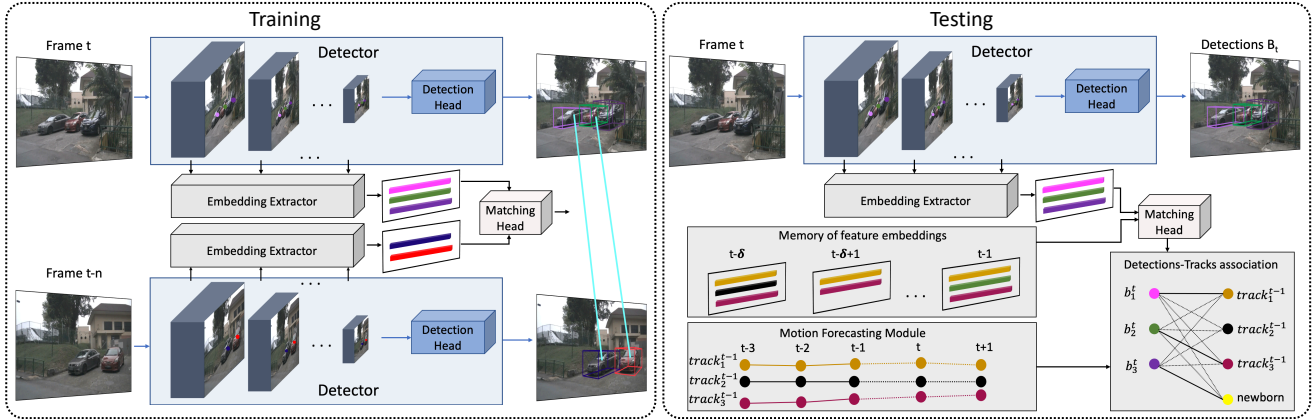 Training
Frame t
Detector
. . .
Detection
Head
. . .
Embedding Extractor
Matching
Head
Embedding Extractor
Frame t-n
. . .
. . .
Detection
Head
Detector
Testing
Frame t
Detector
Detections B_t
. . .
Detection
Head
. . .
Embedding Extractor
Matching
Head
Memory of feature embeddings
t-δ
t-δ+1
t-1
. . .
Motion Forecasting Module
t-3 t-2 t-1 t t+1
track_1^{t-1}
track_2^{t-1}
track_3^{t-1}
Detections-Tracks association
b_1^t track_1^{t-1}
b_2^t track_2^{t-1}
b_3^t track_3^{t-1}
newborn